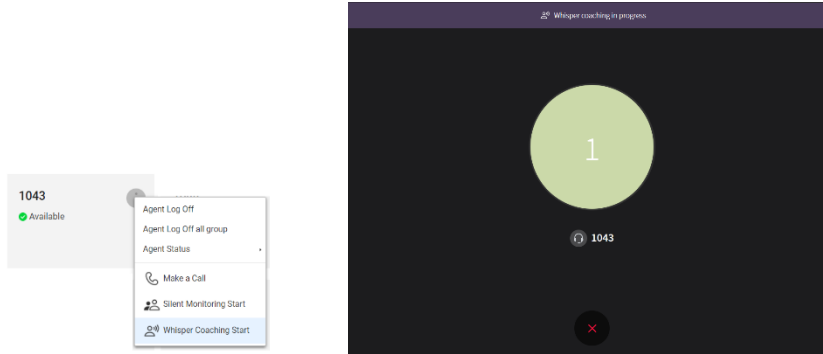 1043
Available
Agent Log Off
Agent Log Off all group
Agent Status
Make a Call
Silent Monitoring Start
Whisper Coaching Start
Whisper coaching in progress
1
1043